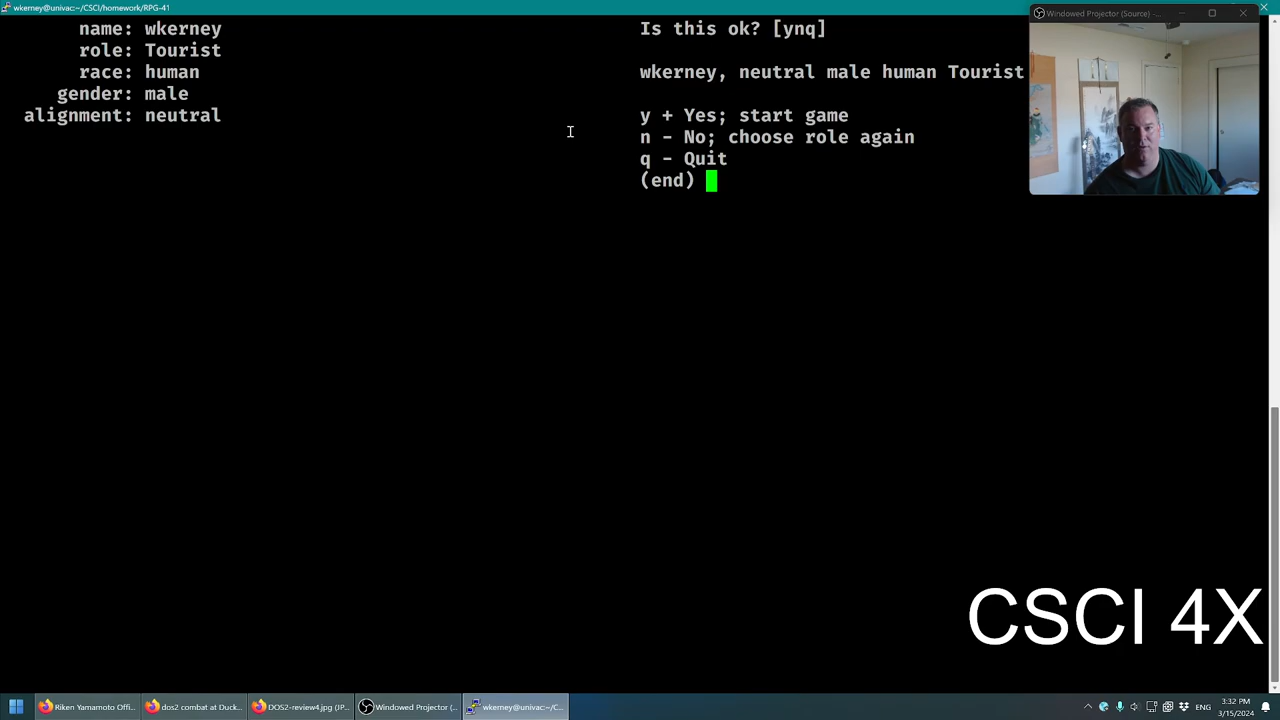 wkerney@univac:~/CSCI/homework/RPG-41
name: wkerney
role: Tourist
race: human
gender: male
alignment: neutral
Is this ok? [ynq]
wkerney, neutral male human Tourist
y + Yes; start game
n - No; choose role again
q - Quit
(end)
Windowed Projector (Source) -...
CSCI 4X
Riken Yamamoto Offi...
dos2 combat at Duck...
DOS2-review4.jpg (JP...
Windowed Projector (...
wkerney@univac:~/C...
ENG
3:32 PM
3/15/2024